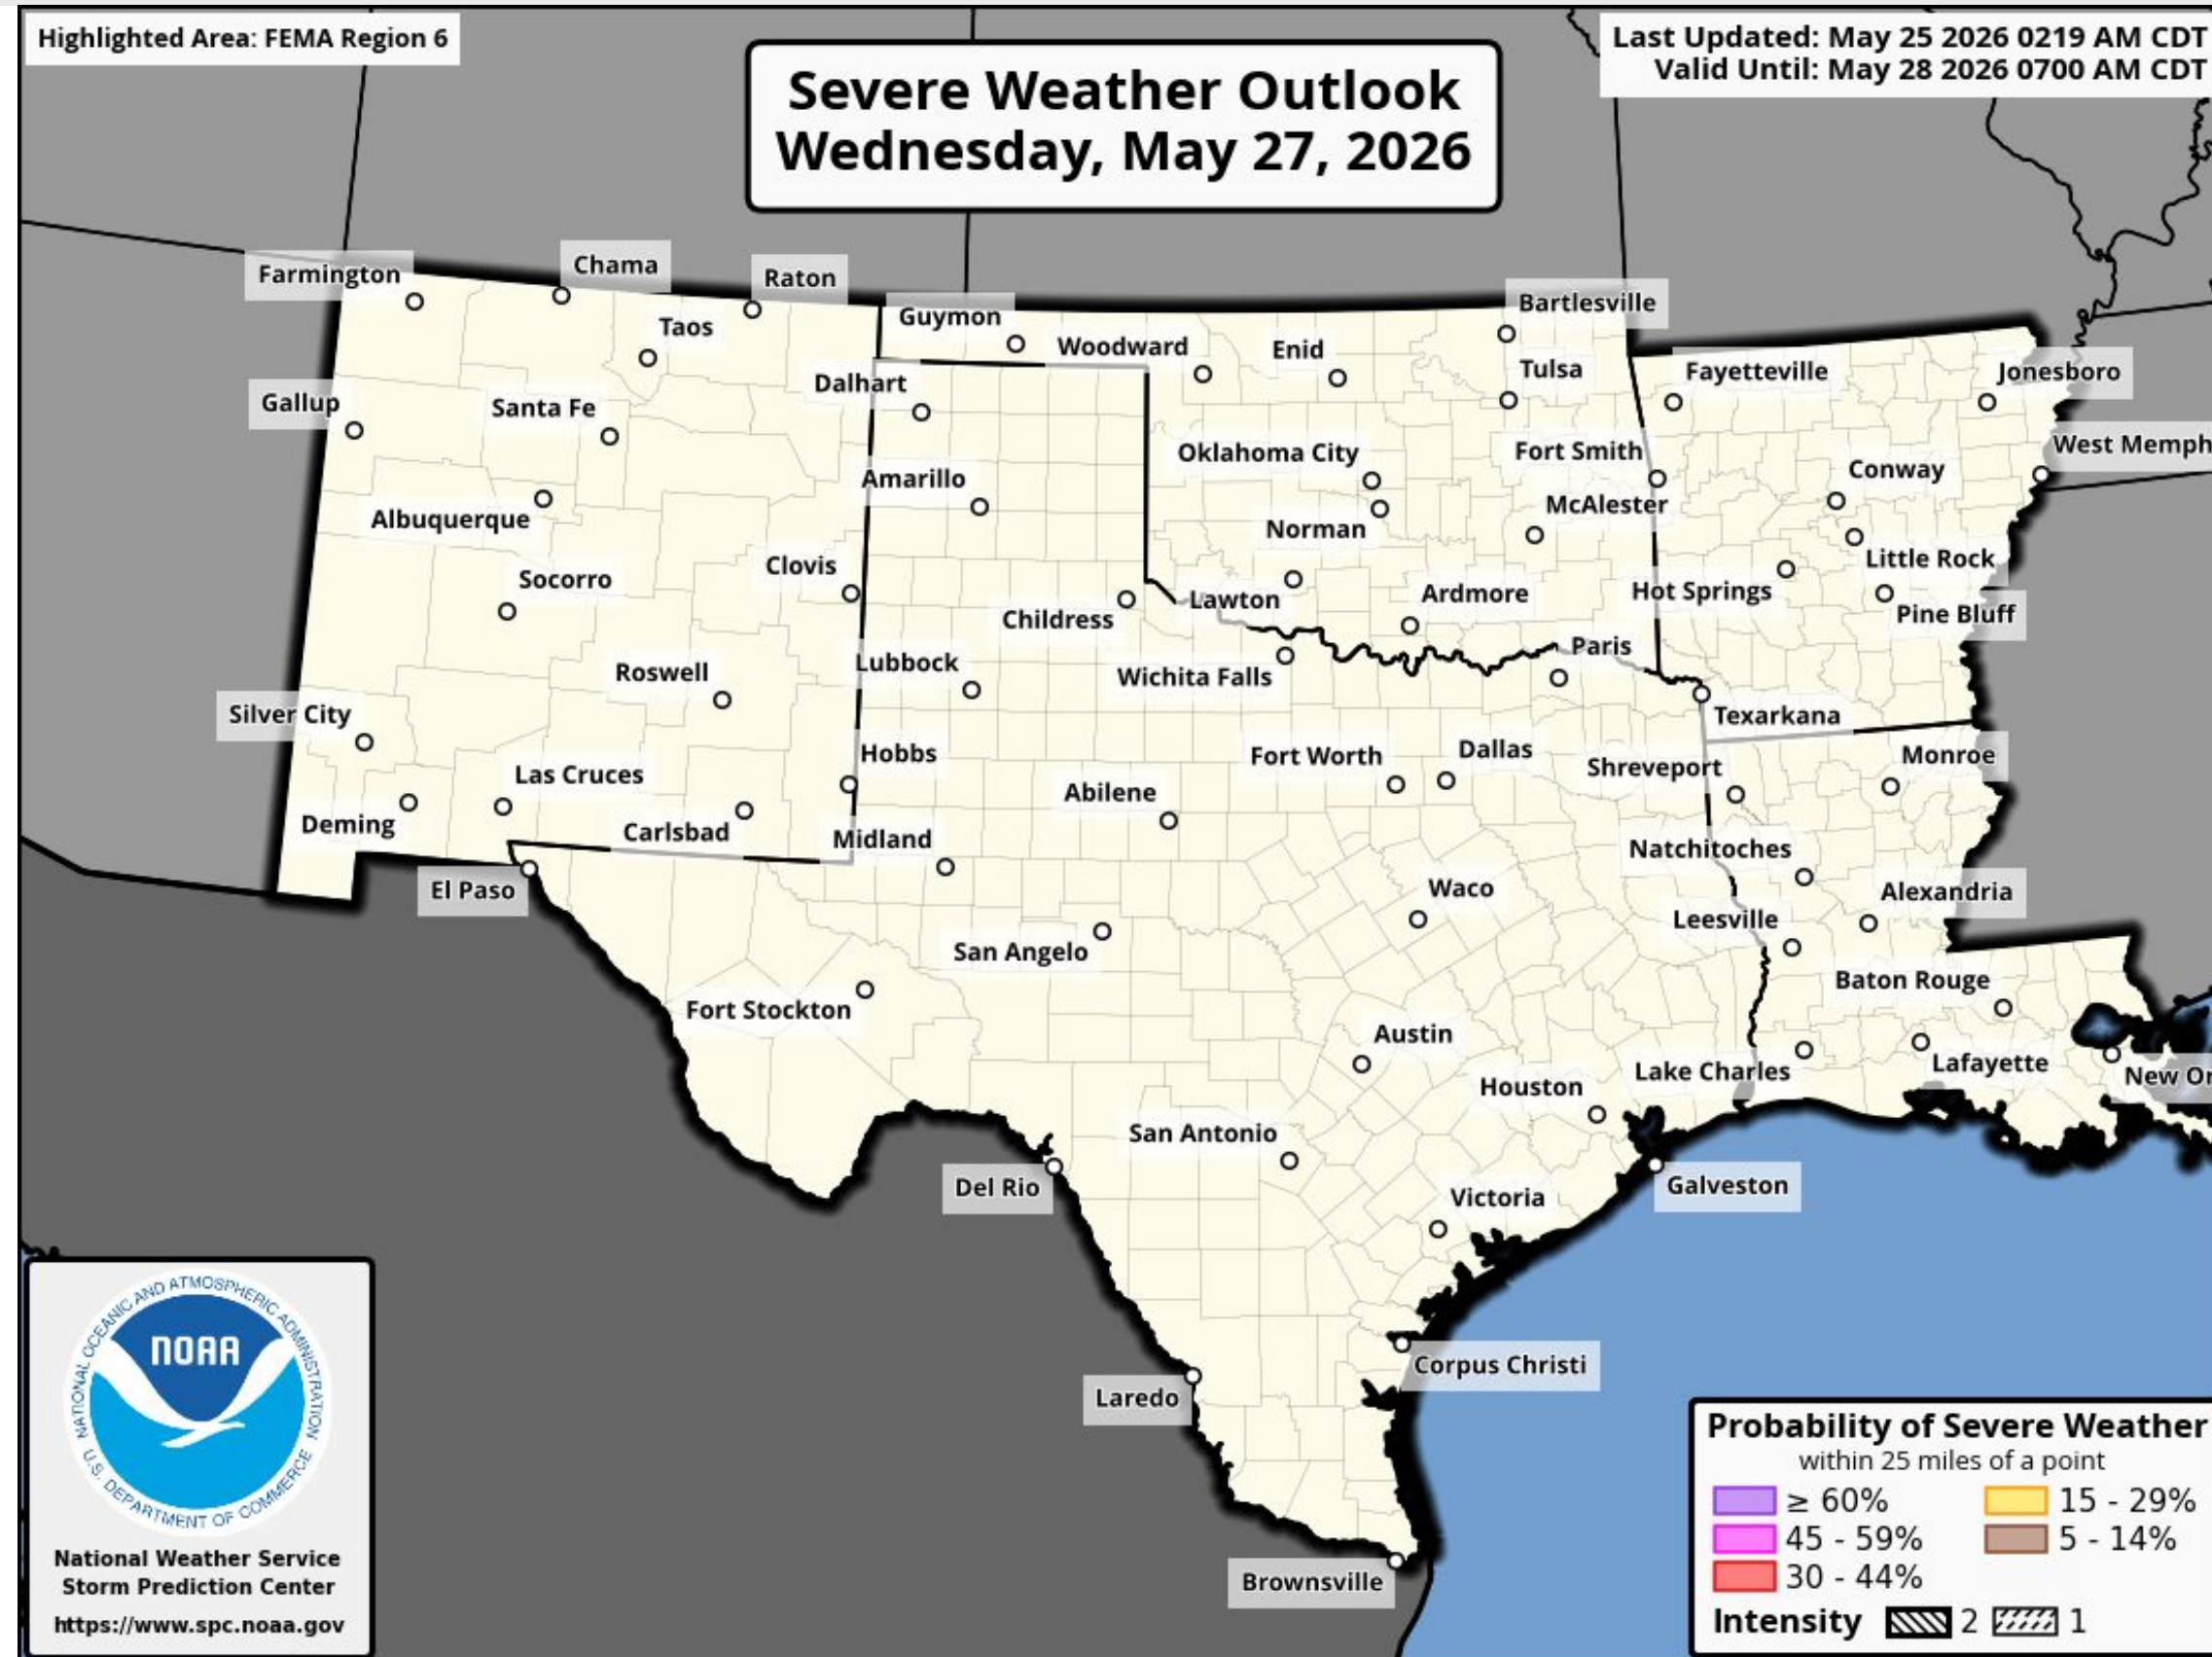 Highlighted Area: FEMA Region 6
Severe Weather Outlook
Wednesday, May 27, 2026
Last Updated: May 25 2026 0219 AM CDT
Valid Until: May 28 2026 0700 AM CDT
Farmington
Chama
Raton
Taos
Guymon
Woodward
Enid
Bartlesville
Tulsa
Fayetteville
Jonesboro
Gallup
Santa Fe
Dalhart
Amarillo
Oklahoma City
Fort Smith
Conway
West Memph
Albuquerque
Norman
McAlester
Little Rock
Socorro
Clovis
Childress
Lawton
Ardmore
Hot Springs
Pine Bluff
Roswell
Lubbock
Wichita Falls
Paris
Texarkana
Silver City
Las Cruces
Hobbs
Abilene
Fort Worth
Dallas
Shreveport
Monroe
Deming
Carlsbad
Midland
Natchitoches
El Paso
Waco
Alexandria
San Angelo
Leesville
Fort Stockton
Baton Rouge
Austin
Houston
Lake Charles
Lafayette
New Or
San Antonio
Del Rio
Victoria
Galveston
Corpus Christi
Laredo
Brownsville
NATIONAL OCEANIC AND ATMOSPHERIC ADMINISTRATION
NOAA
U.S. DEPARTMENT OF COMMERCE
National Weather Service
Storm Prediction Center
https://www.spc.noaa.gov
Probability of Severe Weather
within 25 miles of a point
≥ 60% 15 - 29%
45 - 59% 5 - 14%
30 - 44%
Intensity 2 1